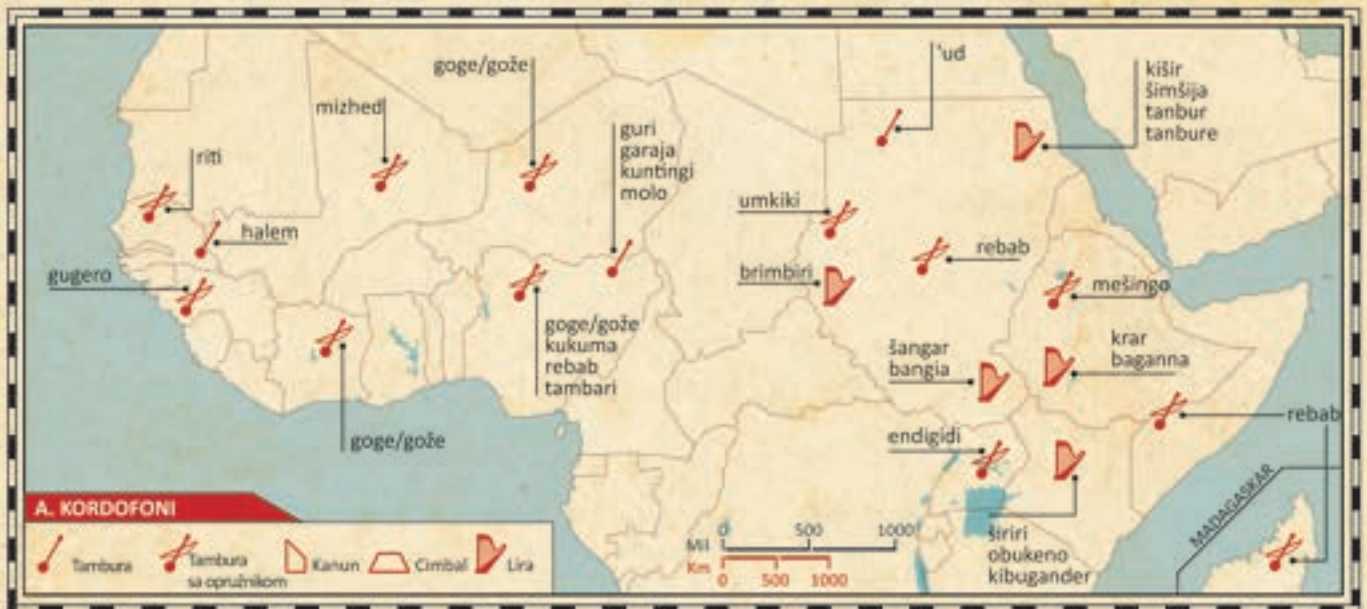 'ud
goge/gože
kišir
šimšija
tanbur
tanbure
mizhed
guri
garaja
kuntingi
molo
riti
umkiki
halem
rebab
gugero
brimbiri
mešingo
goge/gože
kukuma
rebab
tambari
šangar
bangia
krar
baganna
goge/gože
endigidi
rebab
MADAGASKAR
A. KORDOFONI
Tambura
Tambura
sa opružnikom
Kanun
Cimbal
Lira
0 500 1000
Mil
Km
0 500 1000
široiri
obukeno
kibugander